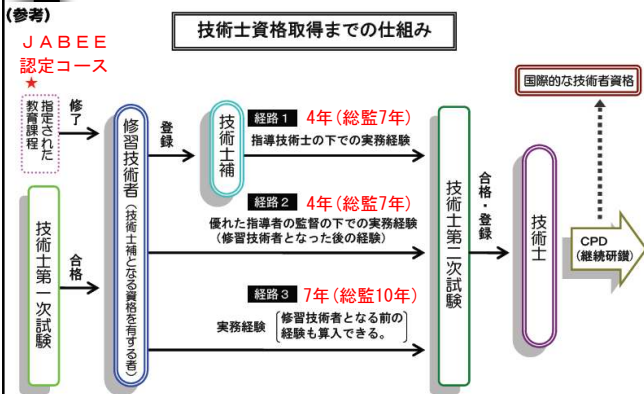 (参考)
技術士資格取得までの仕組み
JABEE
認定コース
★
指定された
教育課程
修了
技術士第一次試験
合格
修習技術者(技術士補となる資格を有する者)
登録
技術士補
経路1 4年(総監7年)
指導技術士の下での実務経験
経路2 4年(総監7年)
優れた指導者の監督の下での実務経験
(修習技術者となった後の経験)
経路3 7年(総監10年)
実務経験
修習技術者となる前の
経験も算入できる。
技術士第二次試験
合格・登録
技術士
国際的な技術者資格
CPD
(継続研鑽)